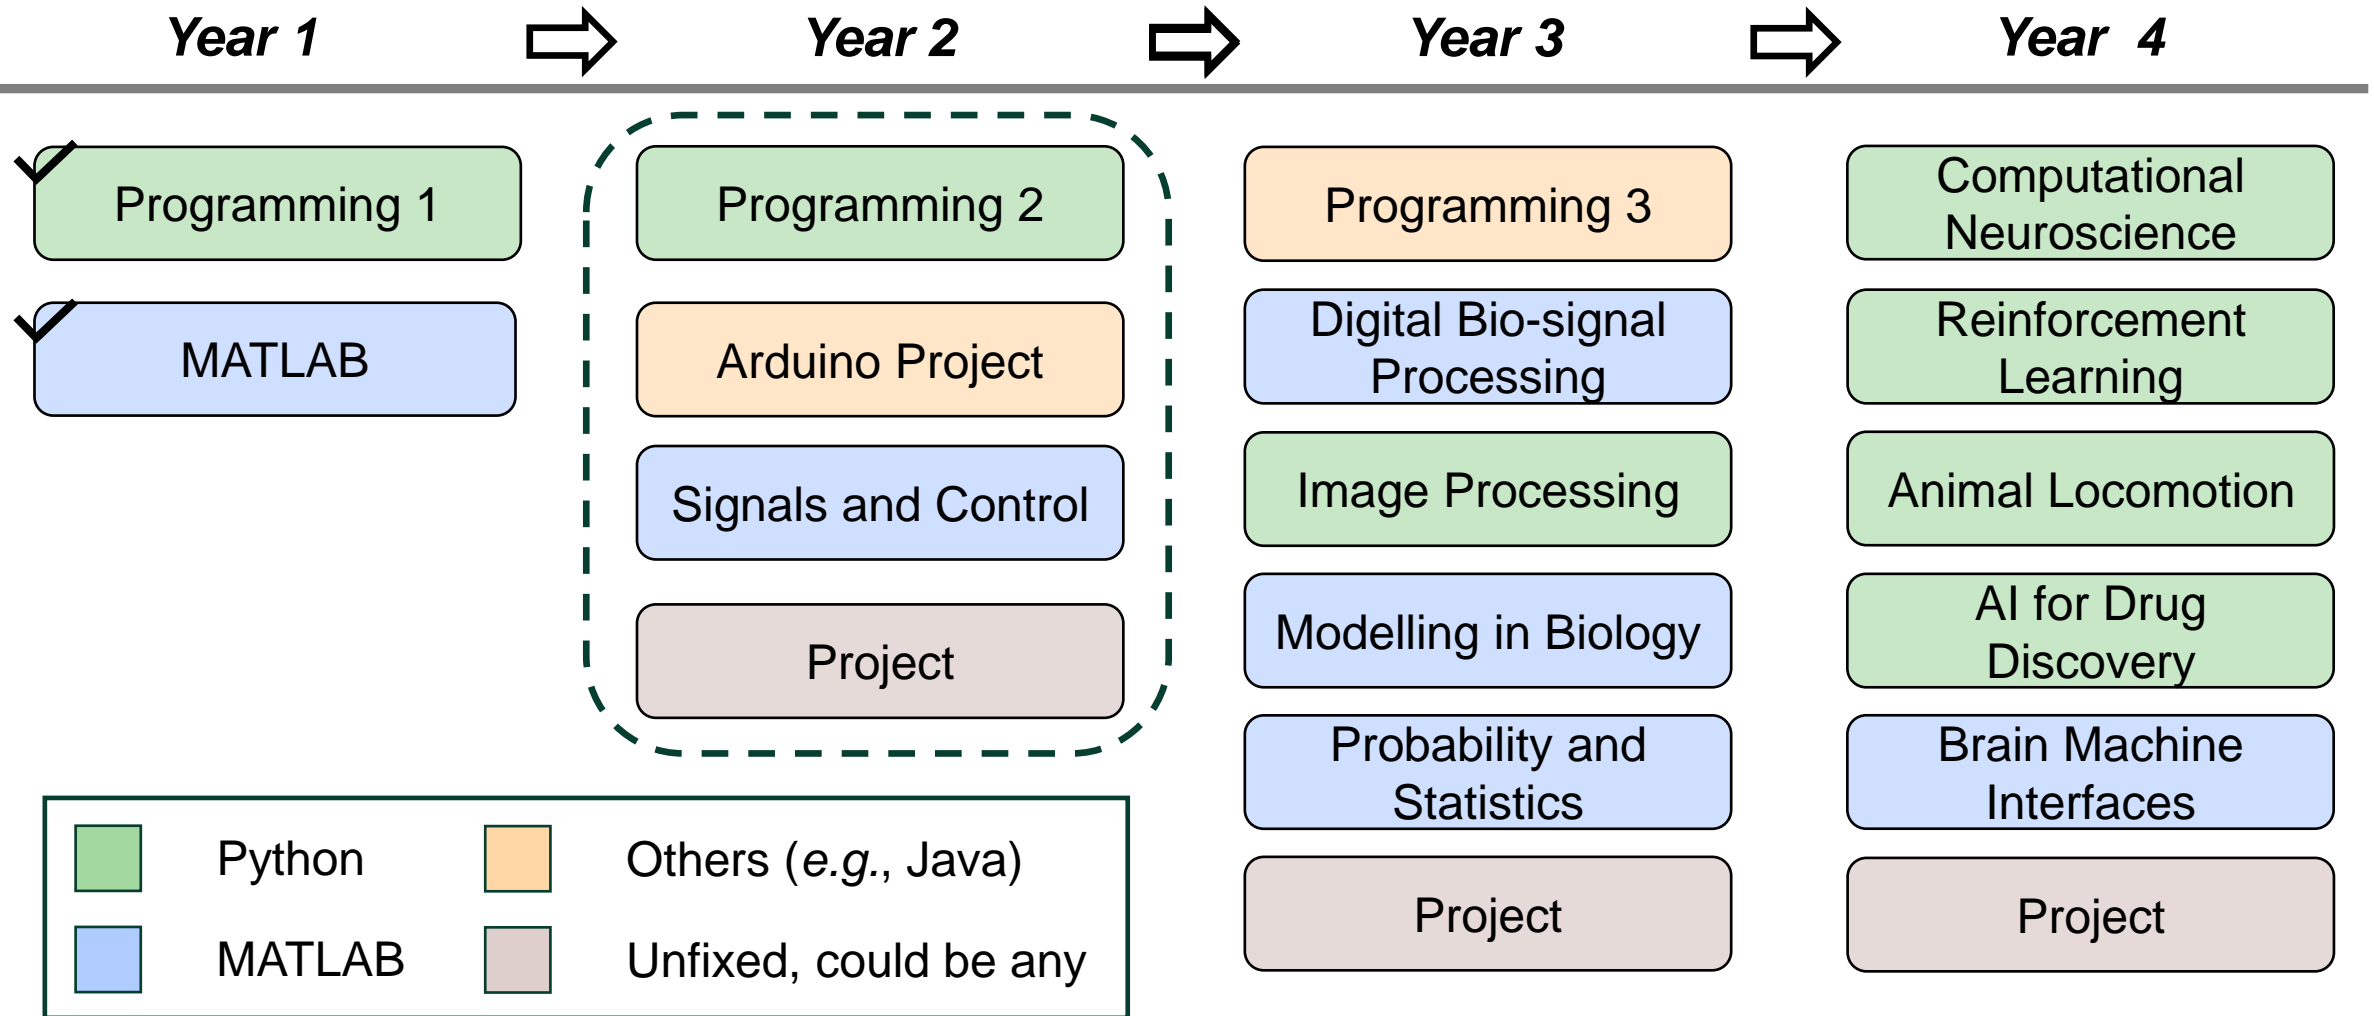 Year 1
Year 2
Year 3
Year 4
Programming 1
MATLAB
Programming 2
Arduino Project
Signals and Control
Project
Programming 3
Digital Bio-signal
Processing
Image Processing
Modelling in Biology
Probability and
Statistics
Project
Computational
Neuroscience
Reinforcement
Learning
Animal Locomotion
AI for Drug
Discovery
Brain Machine
Interfaces
Project
Python
Others (e.g., Java)
MATLAB
Unfixed, could be any